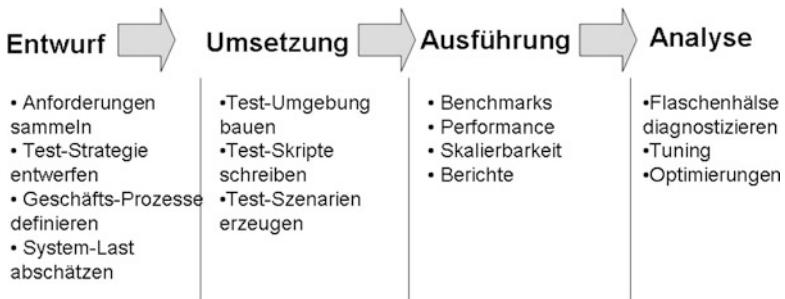 Entwurf
Umsetzung
Ausführung
Analyse
• Anforderungen
sammeln
• Test-Strategie
entwerfen
• Geschäfts-Prozesse
definieren
• System-Last
abschätzen
•Test-Umgebung
bauen
•Test-Skripte
schreiben
•Test-Szenarien
erzeugen
• Benchmarks
• Performance
• Skalierbarkeit
• Berichte
•Flaschenhälse
diagnostizieren
•Tuning
•Optimierungen